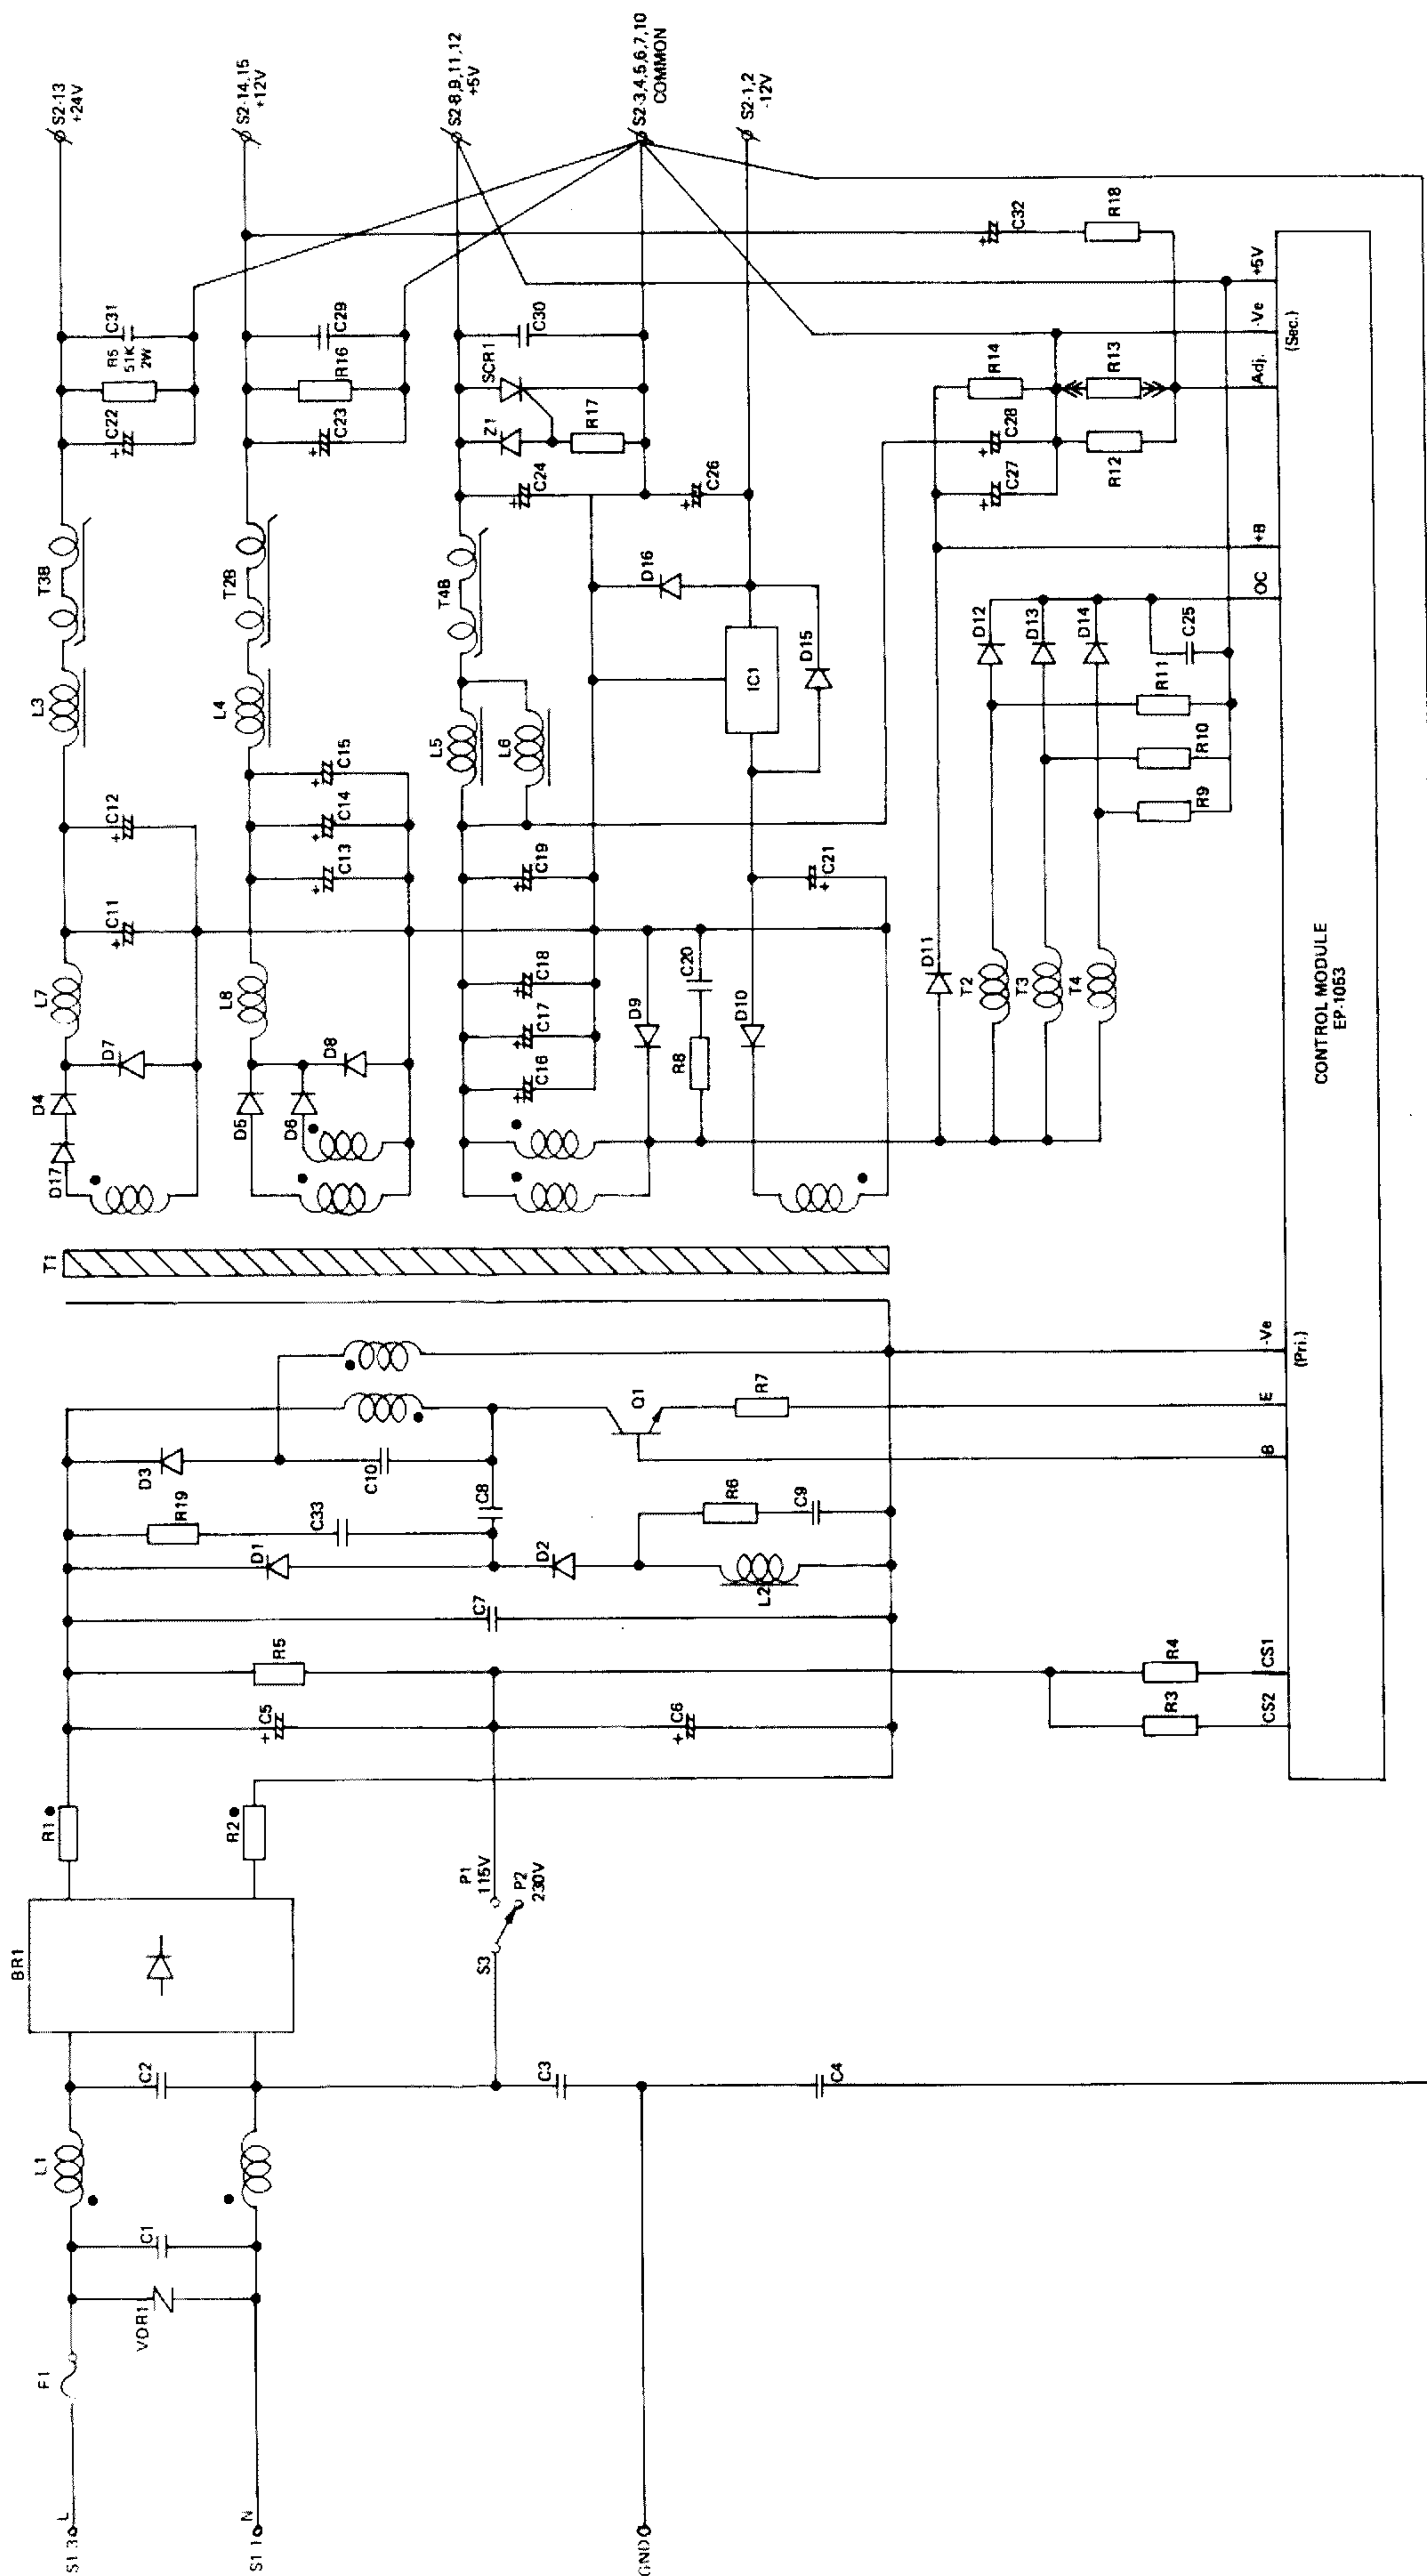 S1 3
L
F1
VDR1
C1
L1
C2
S1 1
N
GND
C3
C4
BR1
S3
P1
115V
P2
230V
R1
R2
C5
C6
R5
C7
D1
D2
R19
C33
C8
L2
R6
C9
D3
C10
Q1
R7
R3
R4
CS2
CS1
B
E
-Ve
(Pri.)
T1
D17
D4
D7
L7
C11
C12
L3
T3B
C22
R5
51K
2W
C31
S2-13
+24V
D5
D6
D8
L8
C13
C14
C15
L4
T2B
C23
R16
C29
S2-14,15
+12V
C16
C17
C18
C19
L5
L6
T4B
C24
Z1
R17
SCR1
C30
S2-8,9,11,12
+5V
S2-3,4,5,6,7,10
COMMON
D9
R8
C20
D10
C21
IC1
D15
D16
C26
S2-1,2
-12V
D11
T2
T3
T4
R9
R10
R11
D12
D13
D14
C25
C27
C28
R12
R14
R13
C32
R18
OC
+B
Adj.
-Ve
+5V
(Sec.)
CONTROL MODULE
EP-1053